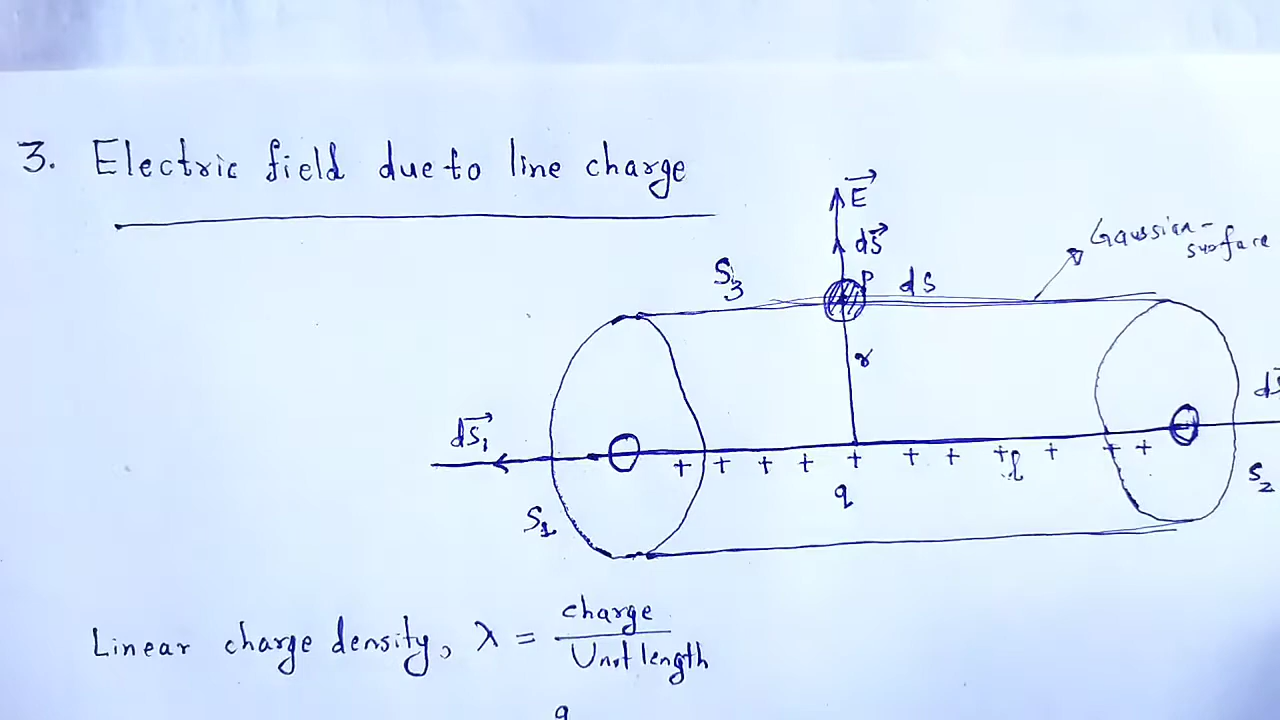 3. Electric field due to line charge
E
dS
Gaussian-
surface
S3
P
dS
r
dS1
dS
+ + + + + + + + + + +
l
q
S1
S2
Linear charge density, λ = charge
Unit length
q